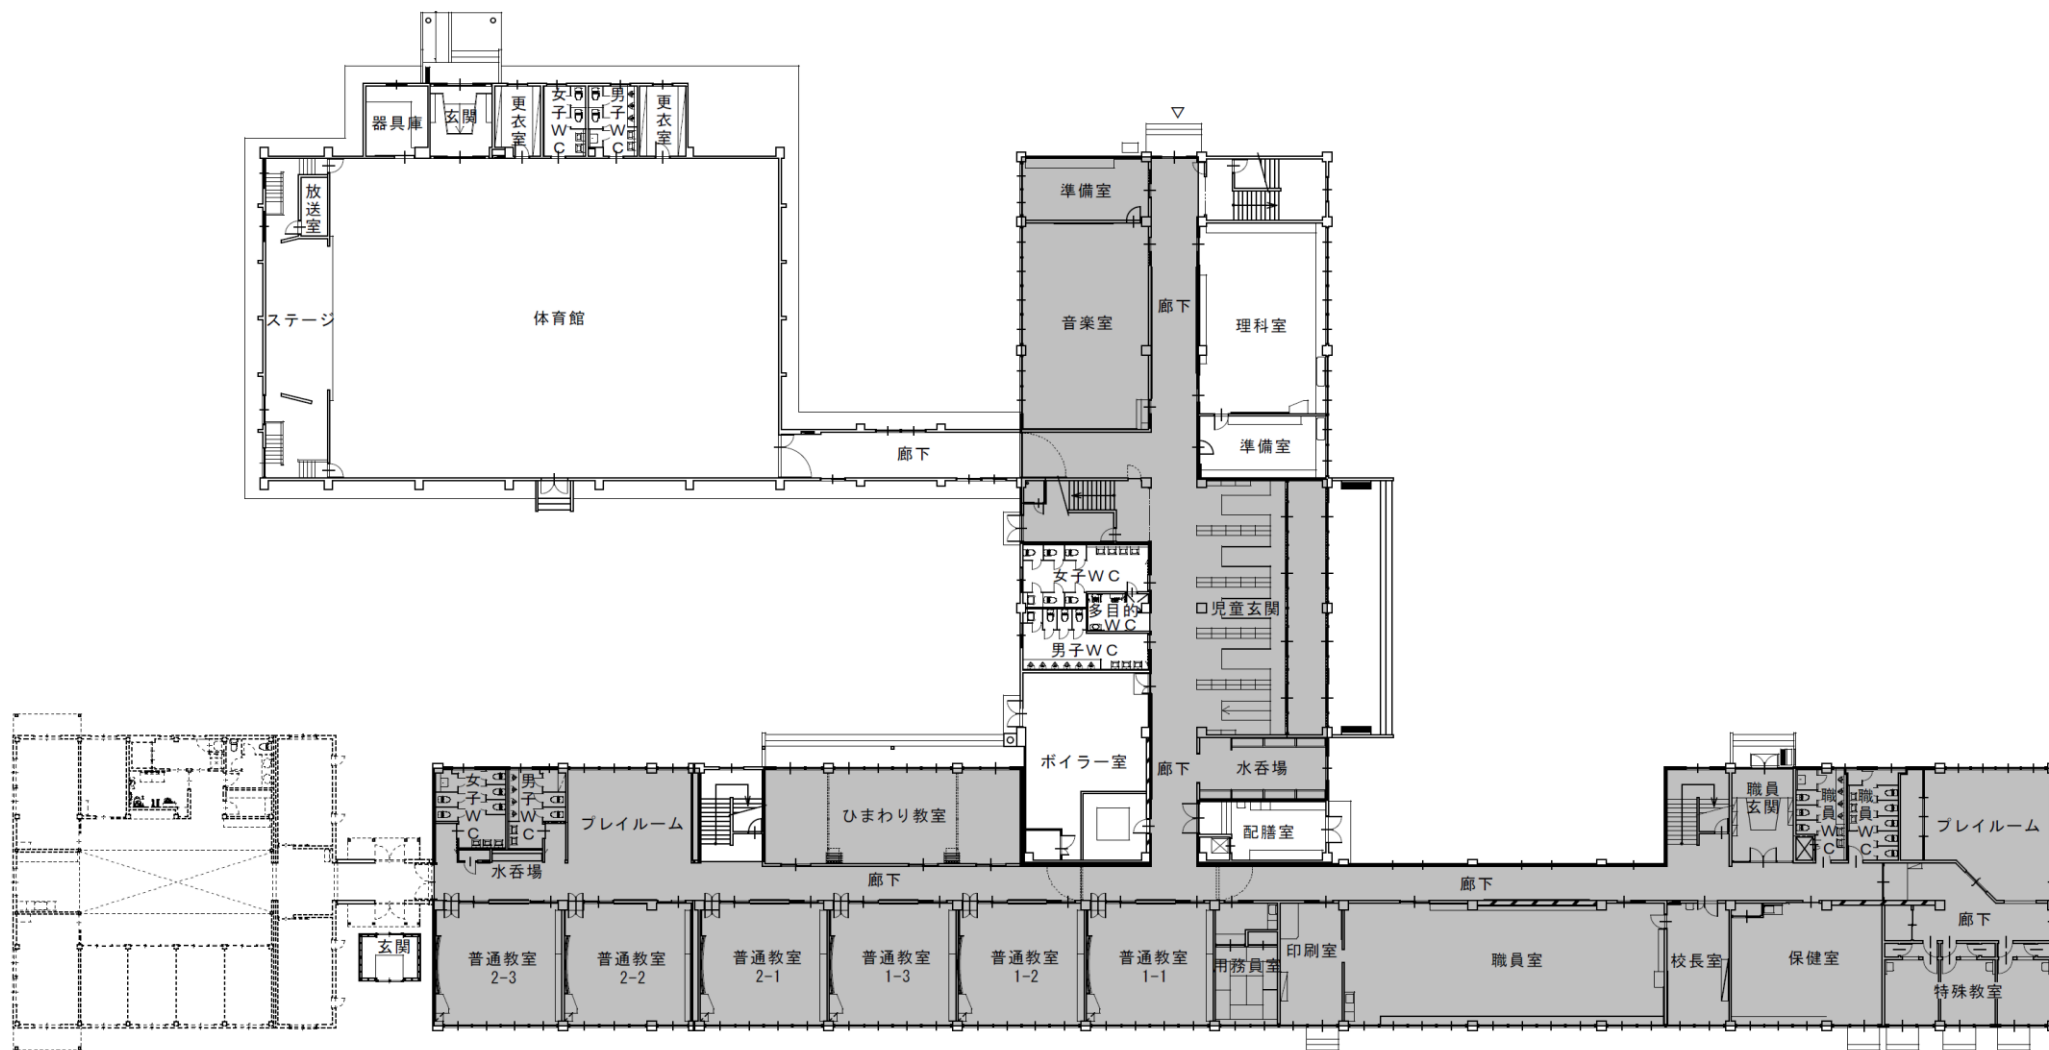 器具庫
玄関
更衣室
女子WC
男子WC
更衣室
放送室
ステージ
体育館
廊下
準備室
音楽室
廊下
理科室
準備室
女子WC
多目的
WC
男子WC
児童玄関
ボイラー室
廊下
水呑場
配膳室
女子WC
男子WC
プレイルーム
水呑場
ひまわり教室
廊下
廊下
職員
玄関
職員WC
職員WC
プレイルーム
廊下
玄関
普通教室
2-3
普通教室
2-2
普通教室
2-1
普通教室
1-3
普通教室
1-2
普通教室
1-1
用務員室
印刷室
職員室
校長室
保健室
特殊教室